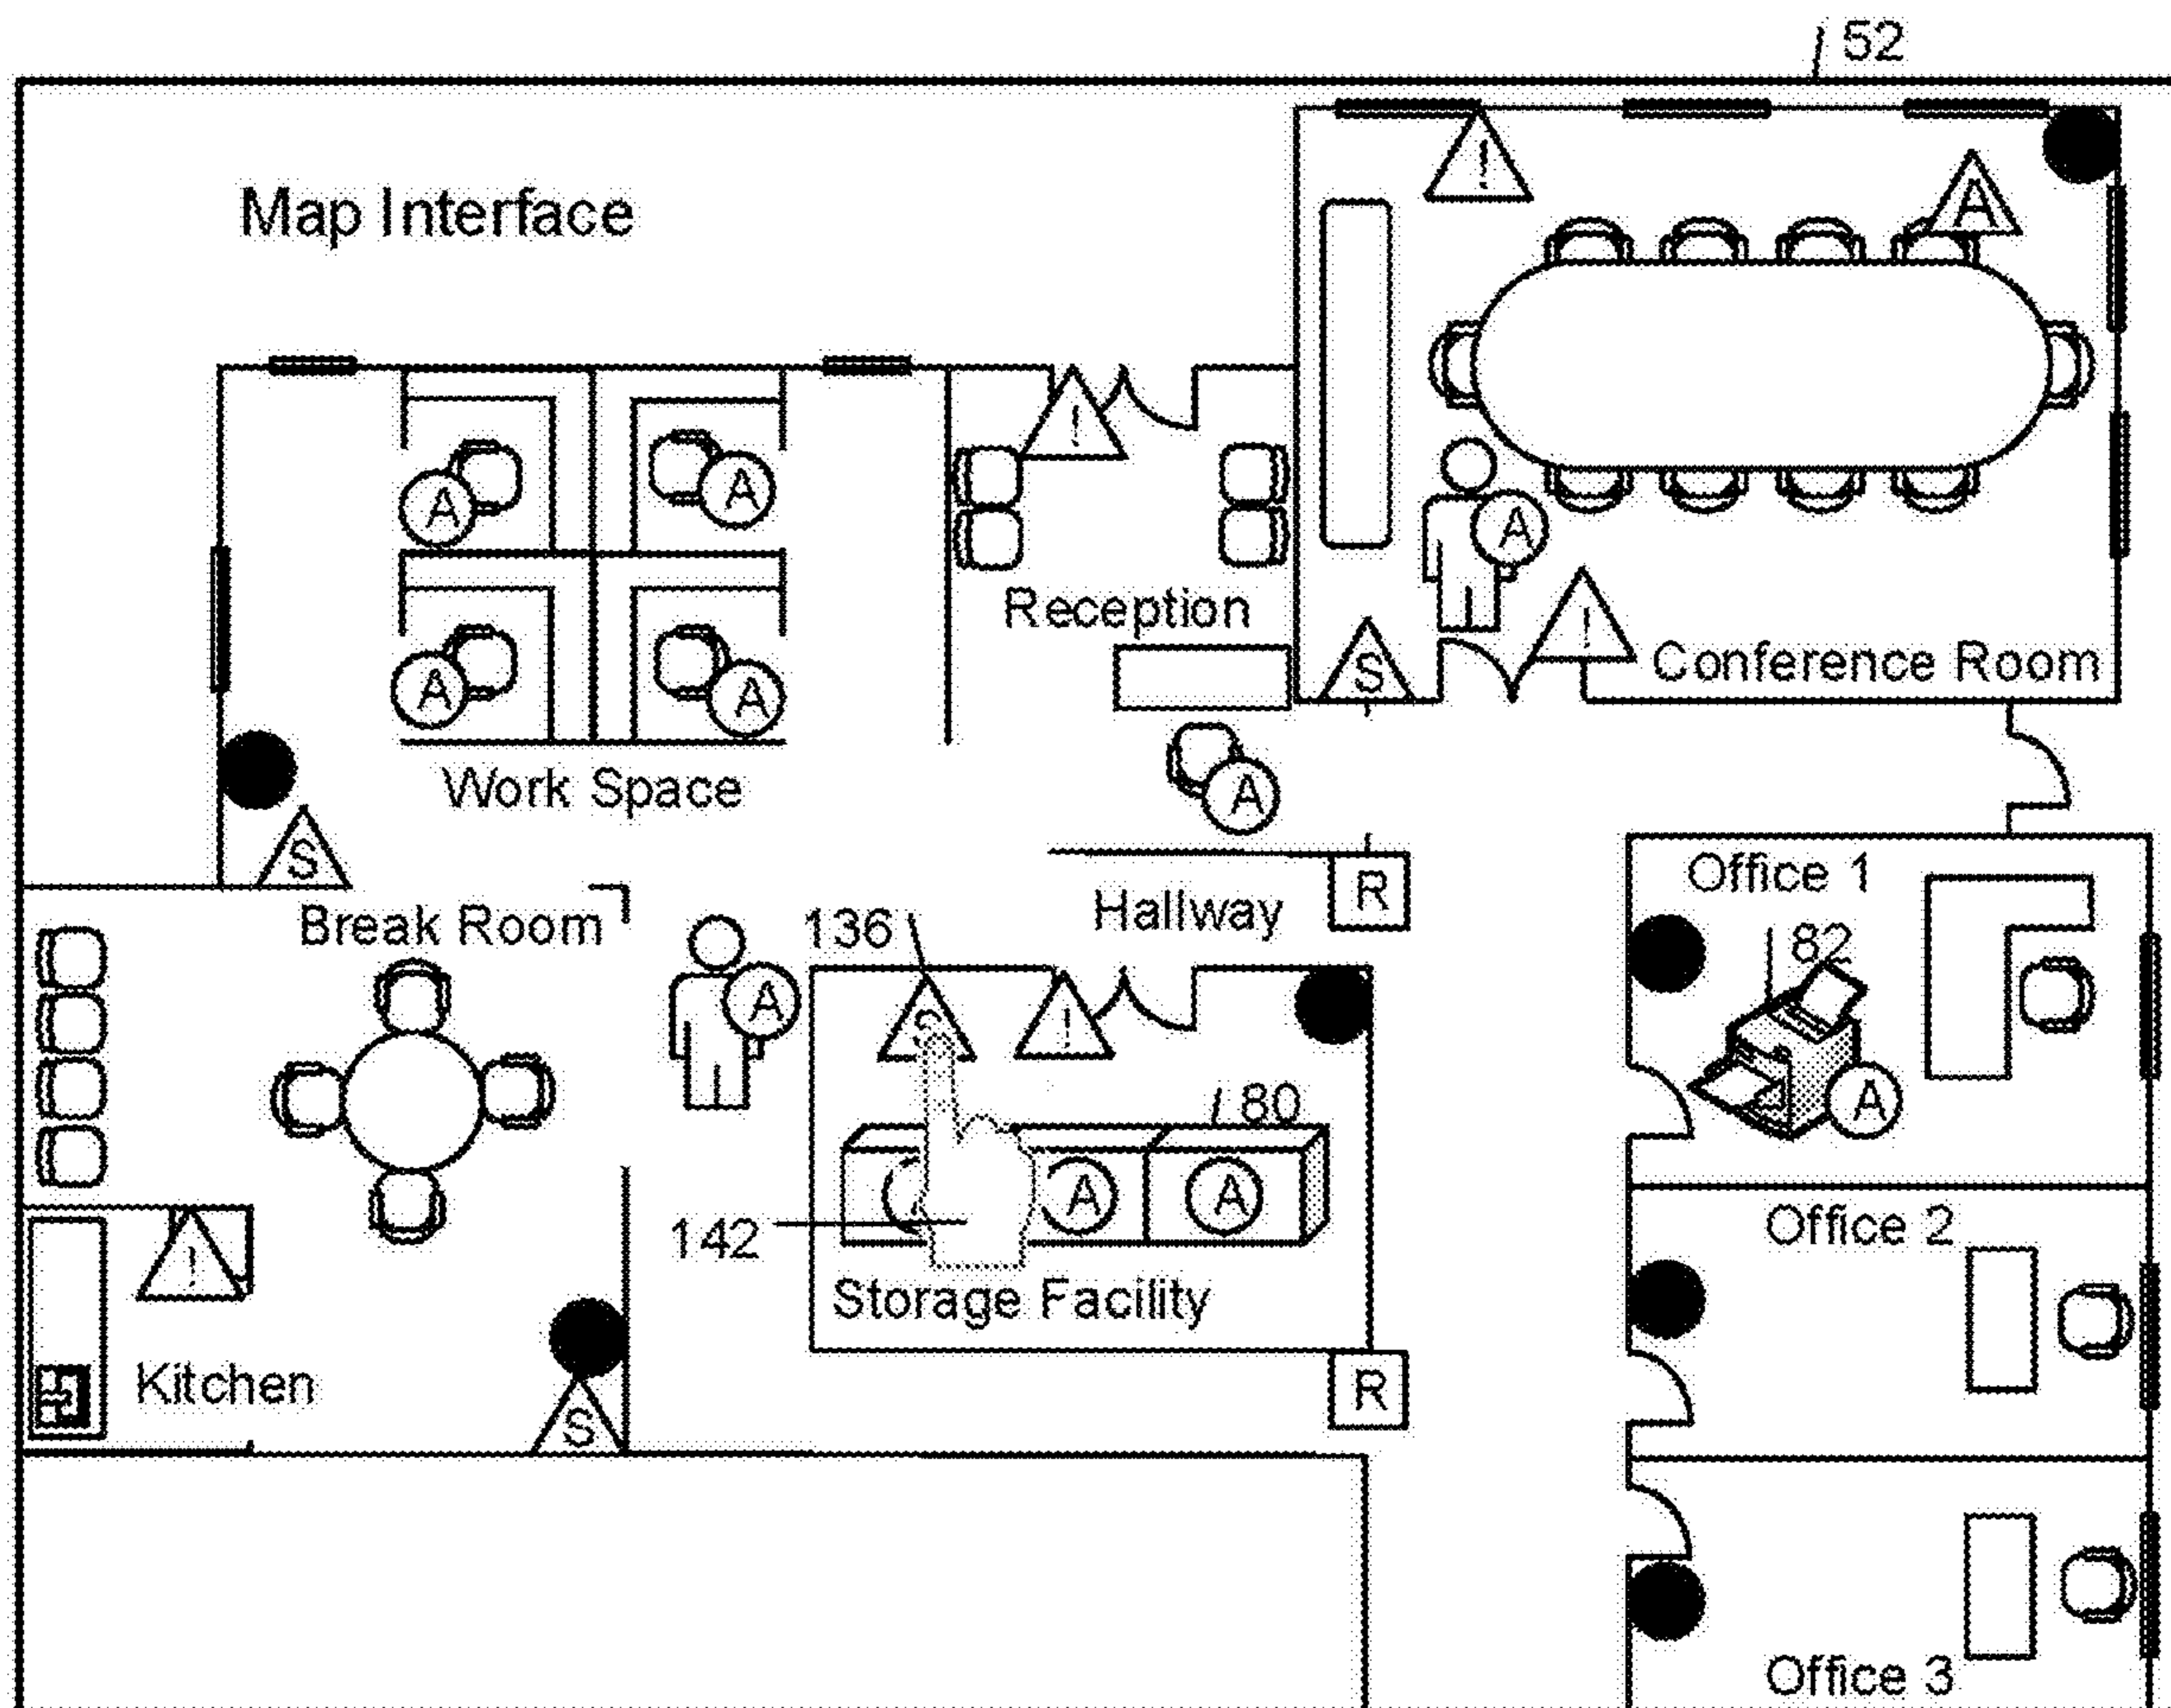 52
Map Interface
!
A
A
A
!
A
Reception
A
A
!
S
Conference Room
Work Space
A
S
Office 1
R
Break Room
Hallway
136
82
A
!
A
80
A
A
142
Office 2
!
Storage Facility
Kitchen
R
S
Office 3